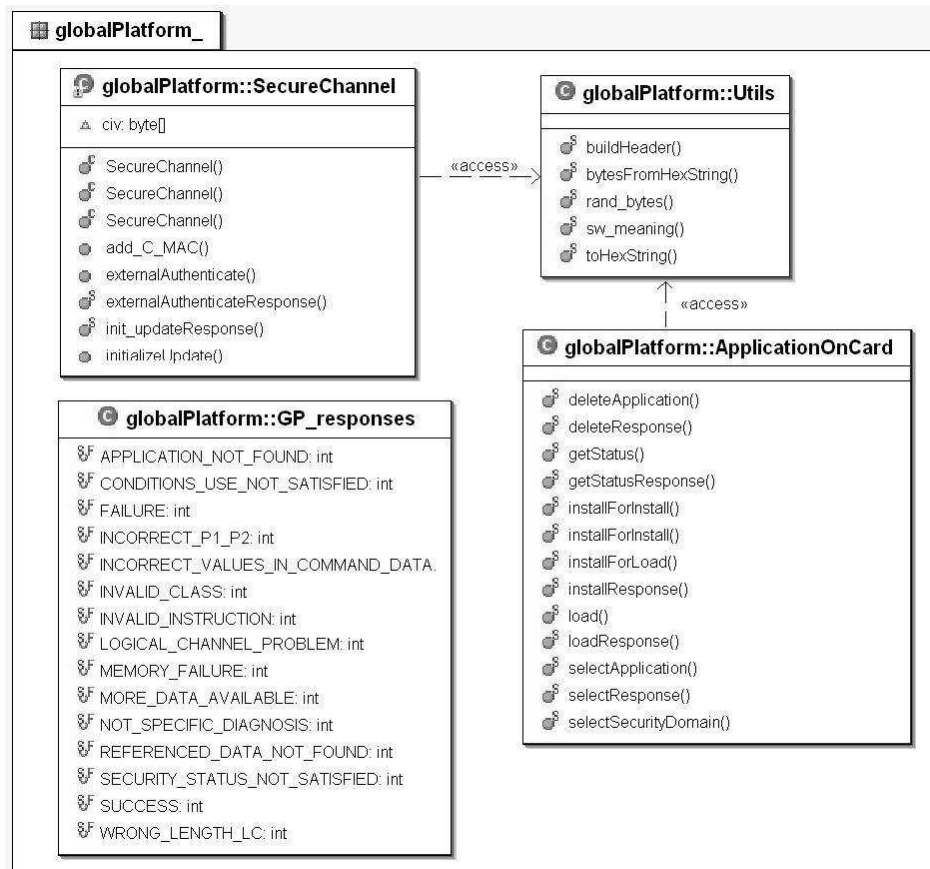 globalPlatform_
globalPlatform::SecureChannel
civ: byte[]
SecureChannel()
SecureChannel()
SecureChannel()
add_C_MAC()
externalAuthenticate()
externalAuthenticateResponse()
init_updateResponse()
initializeUpdate()
«access»
globalPlatform::Utils
buildHeader()
bytesFromHexString()
rand_bytes()
sw_meaning()
toHexString()
«access»
globalPlatform::GP_responses
APPLICATION_NOT_FOUND: int
CONDITIONS_USE_NOT_SATISFIED: int
FAILURE: int
INCORRECT_P1_P2: int
INCORRECT_VALUES_IN_COMMAND_DATA.
INVALID_CLASS: int
INVALID_INSTRUCTION: int
LOGICAL_CHANNEL_PROBLEM: int
MEMORY_FAILURE: int
MORE_DATA_AVAILABLE: int
NOT_SPECIFIC_DIAGNOSIS: int
REFERENCED_DATA_NOT_FOUND: int
SECURITY_STATUS_NOT_SATISFIED: int
SUCCESS: int
WRONG_LENGTH_LC: int
globalPlatform::ApplicationOnCard
deleteApplication()
deleteResponse()
getStatus()
getStatusResponse()
installForInstall()
installForInstall()
installForLoad()
installResponse()
load()
loadResponse()
selectApplication()
selectResponse()
selectSecurityDomain()